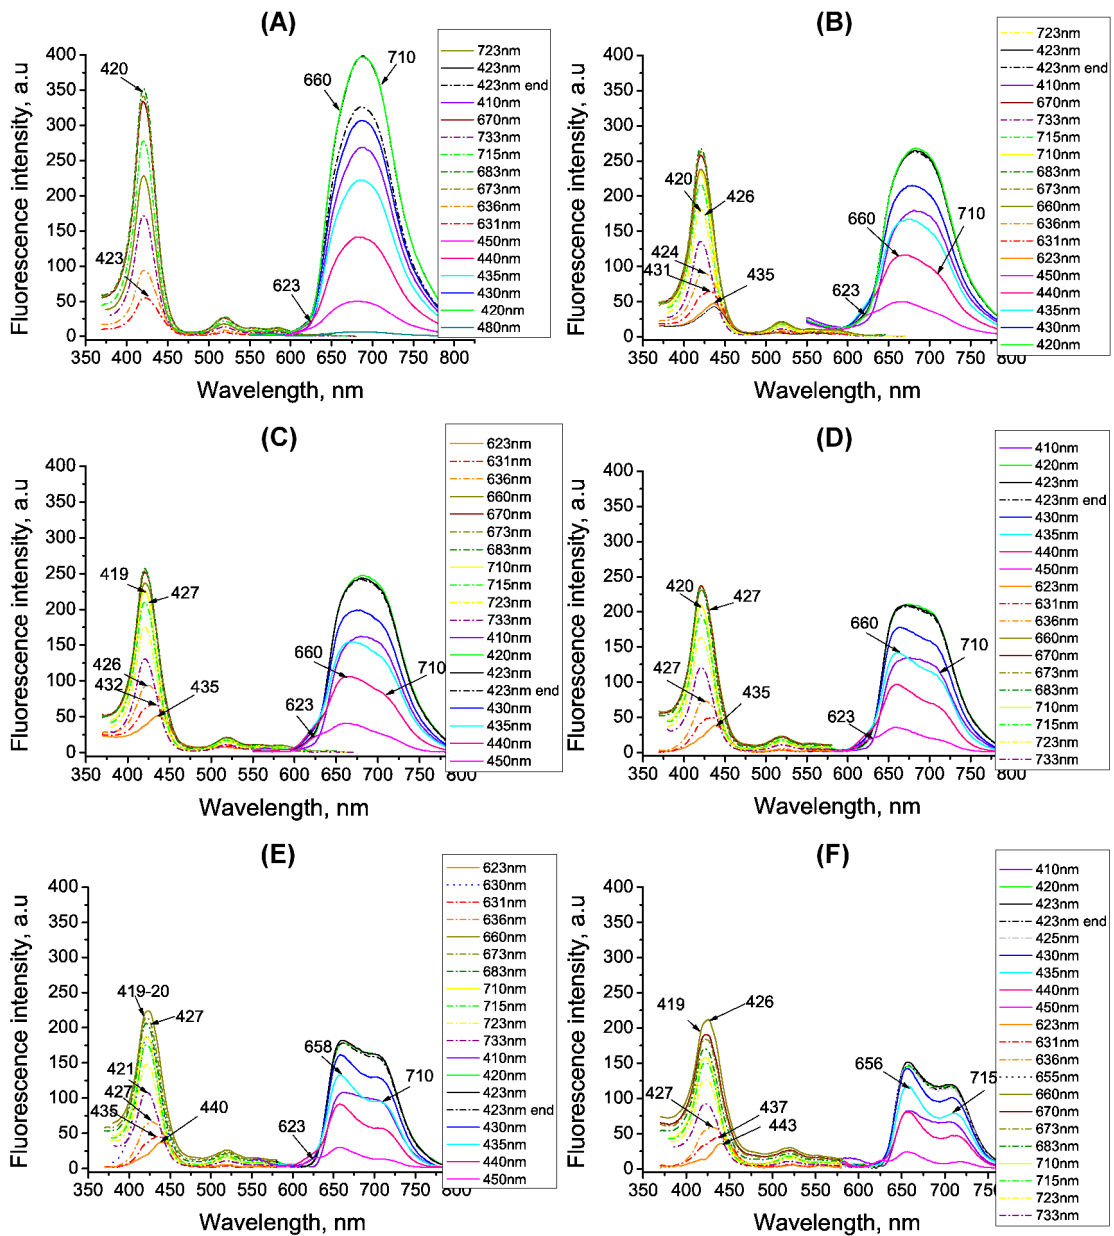 (A)
Fluorescence intensity, a.u
400
350
300
250
200
150
100
50
0
350 400 450 500 550 600 650 700 750 800
Wavelength, nm
420
423
623
660
710
723nm
423nm
423nm end
410nm
670nm
733nm
715nm
683nm
673nm
636nm
631nm
450nm
440nm
435nm
430nm
420nm
480nm
(B)
Fluorescence intensity, a.u
400
350
300
250
200
150
100
50
0
350 400 450 500 550 600 650 700 750 800
Wavelength, nm
420
426
424
431
435
623
660
710
723nm
423nm
423nm end
410nm
670nm
733nm
715nm
710nm
683nm
673nm
660nm
636nm
631nm
623nm
450nm
440nm
435nm
430nm
420nm
(C)
Fluorescence intensity, a.u
400
350
300
250
200
150
100
50
0
350 400 450 500 550 600 650 700 750 800
Wavelength, nm
419
427
426
432
435
623
660
710
623nm
631nm
636nm
660nm
670nm
673nm
683nm
710nm
715nm
723nm
733nm
410nm
420nm
423nm
423nm end
430nm
435nm
440nm
450nm
(D)
Fluorescence intensity, a.u
400
350
300
250
200
150
100
50
0
350 400 450 500 550 600 650 700 750 800
Wavelength, nm
420
427
427
435
623
660
710
410nm
420nm
423nm
423nm end
430nm
435nm
440nm
450nm
623nm
631nm
636nm
660nm
670nm
673nm
683nm
710nm
715nm
723nm
733nm
(E)
Fluorescence intensity, a.u
400
350
300
250
200
150
100
50
0
350 400 450 500 550 600 650 700 750 800
Wavelength, nm
419-20
427
421
427
435
440
623
658
710
623nm
630nm
631nm
636nm
660nm
673nm
683nm
710nm
715nm
723nm
733nm
410nm
420nm
423nm
423nm end
430nm
435nm
440nm
450nm
(F)
Fluorescence intensity, a.u
400
350
300
250
200
150
100
50
0
350 400 450 500 550 600 650 700 750
Wavelength, nm
419
426
427
437
443
656
715
410nm
420nm
423nm
423nm end
425nm
430nm
435nm
440nm
450nm
623nm
631nm
636nm
655nm
660nm
670nm
673nm
683nm
710nm
715nm
723nm
733nm